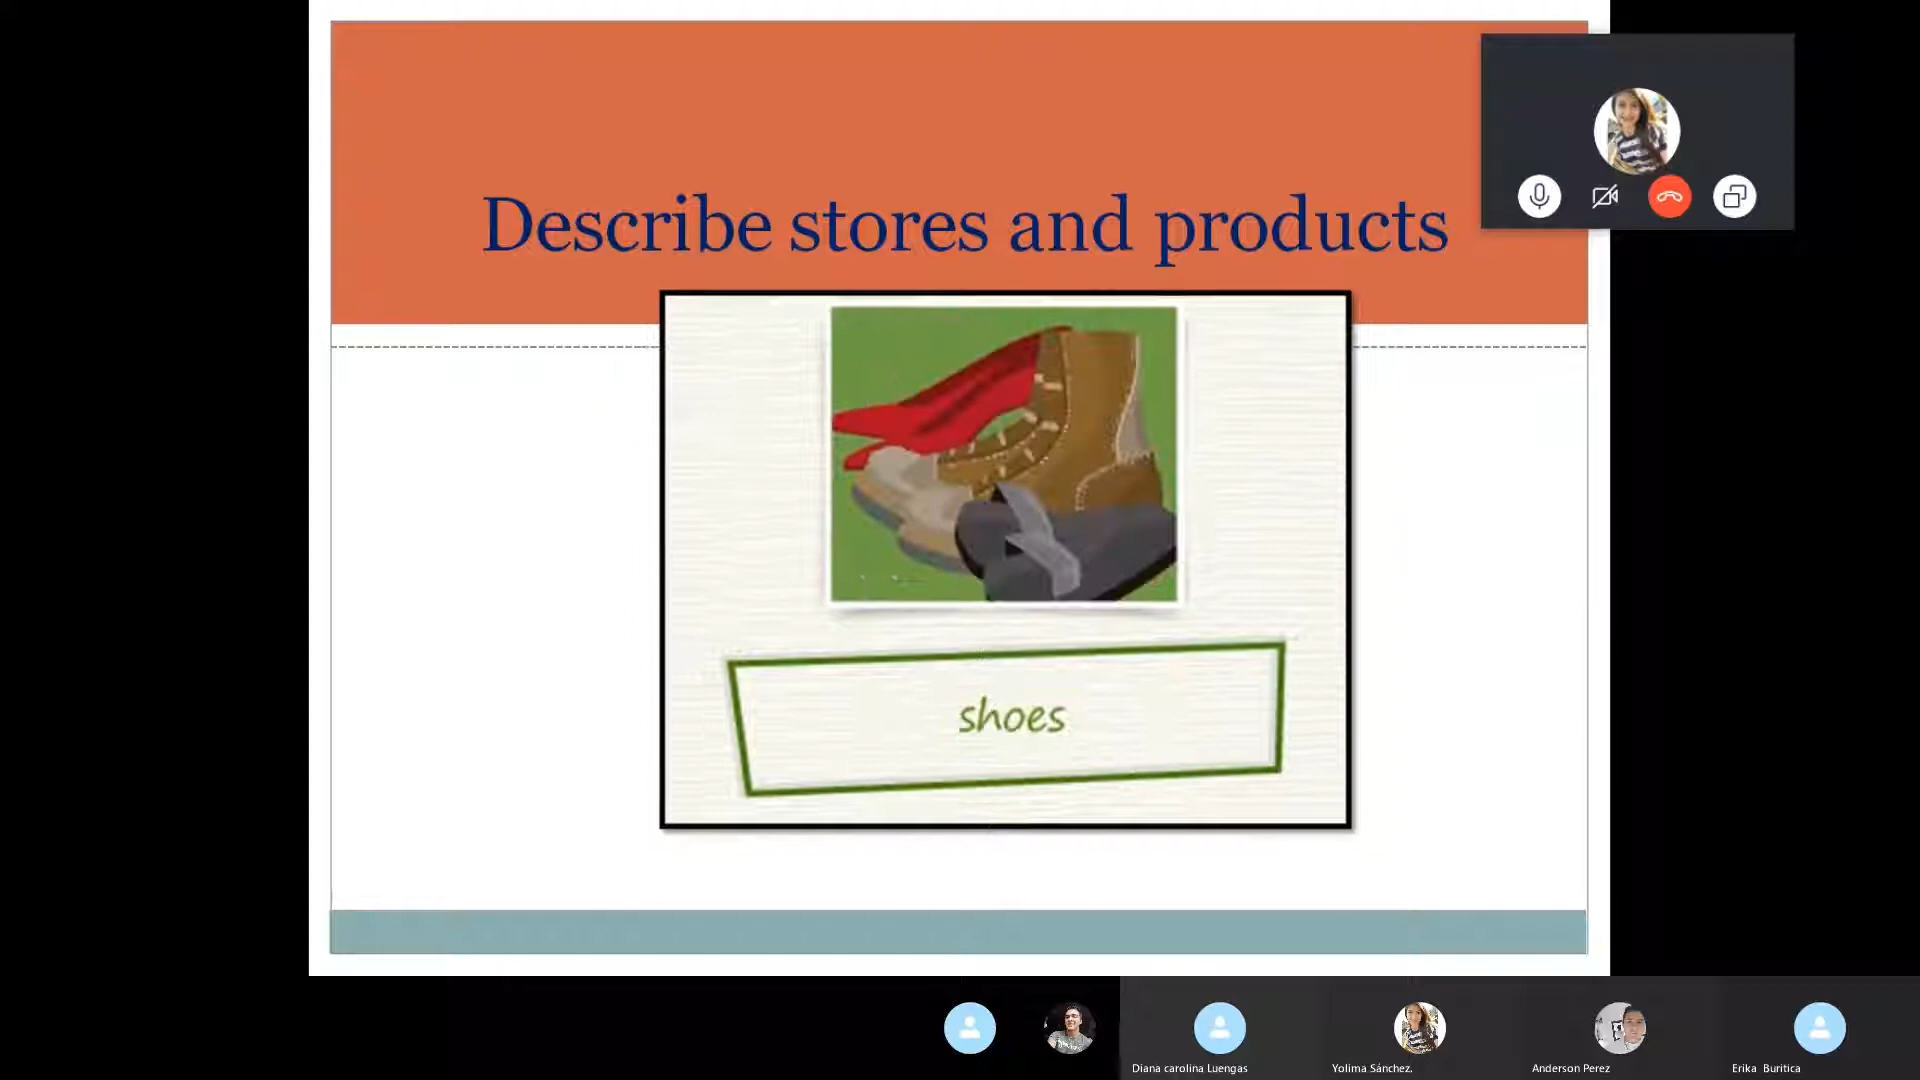 Describe stores and products
shoes
Diana carolina Luengas
Yolima Sánchez.
Anderson Perez
Erika Buritica